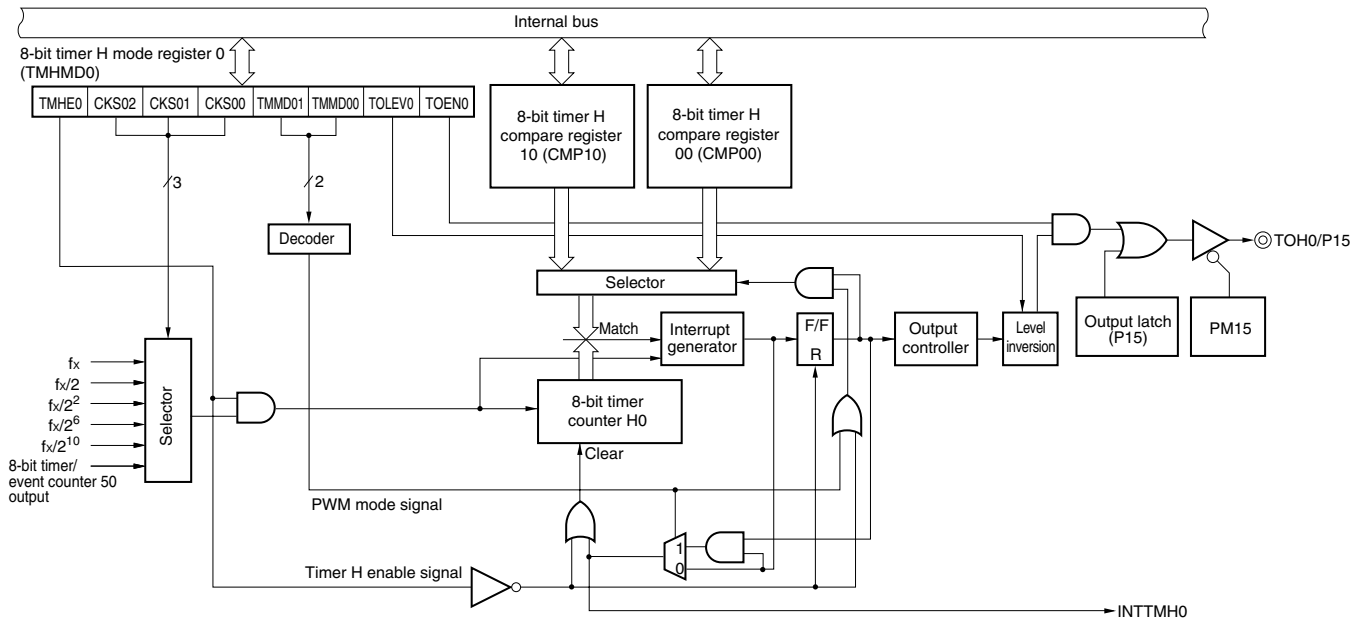 Internal bus
8-bit timer H mode register 0
(TMHMD0)
TMHE0 CKS02 CKS01 CKS00 TMMD01 TMMD00 TOLEV0 TOEN0
8-bit timer H
compare register
10 (CMP10)
8-bit timer H
compare register
00 (CMP00)
3
2
Decoder
Selector
TOH0/P15
Match
Interrupt
generator
F/F
R
Output
controller
Level
inversion
Output latch
(P15)
PM15
fX
fX/2
fX/2²
fX/2⁶
fX/2¹⁰
8-bit timer/
event counter 50
output
Selector
8-bit timer
counter H0
Clear
PWM mode signal
1
0
Timer H enable signal
INTTMH0